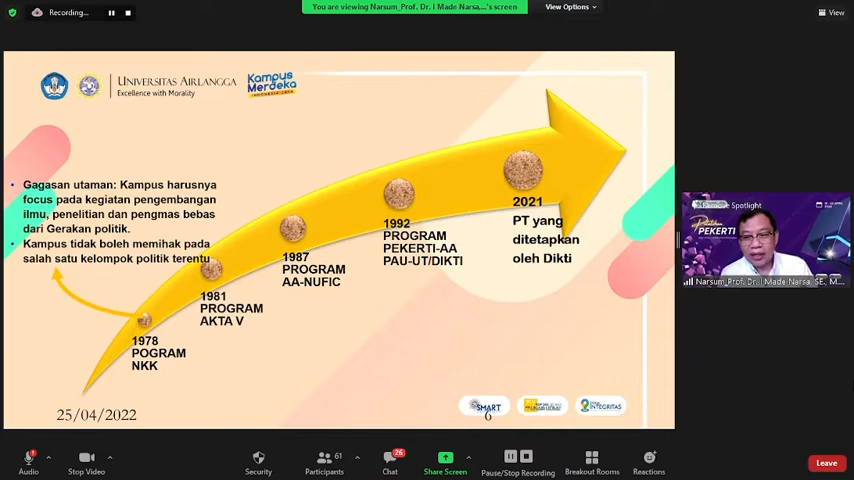 Recording...
You are viewing Narsum_Prof. Dr. I Made Narsa,...'s screen
View Options
View
UNIVERSITAS AIRLANGGA
Excellence with Morality
Kampus
Merdeka
INDONESIA JAYA
• Gagasan utaman: Kampus harusnya
focus pada kegiatan pengembangan
ilmu, penelitian dan pengmas bebas
dari Gerakan politik.
• Kampus tidak boleh memihak pada
salah satu kelompok politik terentu
1978
POGRAM
NKK
1981
PROGRAM
AKTA V
1987
PROGRAM
AA-NUFIC
1992
PROGRAM
PEKERTI-AA
PAU-UT/DIKTI
2021
PT yang
ditetapkan
oleh Dikti
25/04/2022
6
SMART
INTEGRITAS
Spotlight
PEKERTI
Narsum_Prof. Dr. I Made Narsa, SE., M...
Audio
Stop Video
Security
61
Participants
26
Chat
Share Screen
Pause/Stop Recording
Breakout Rooms
Reactions
Leave